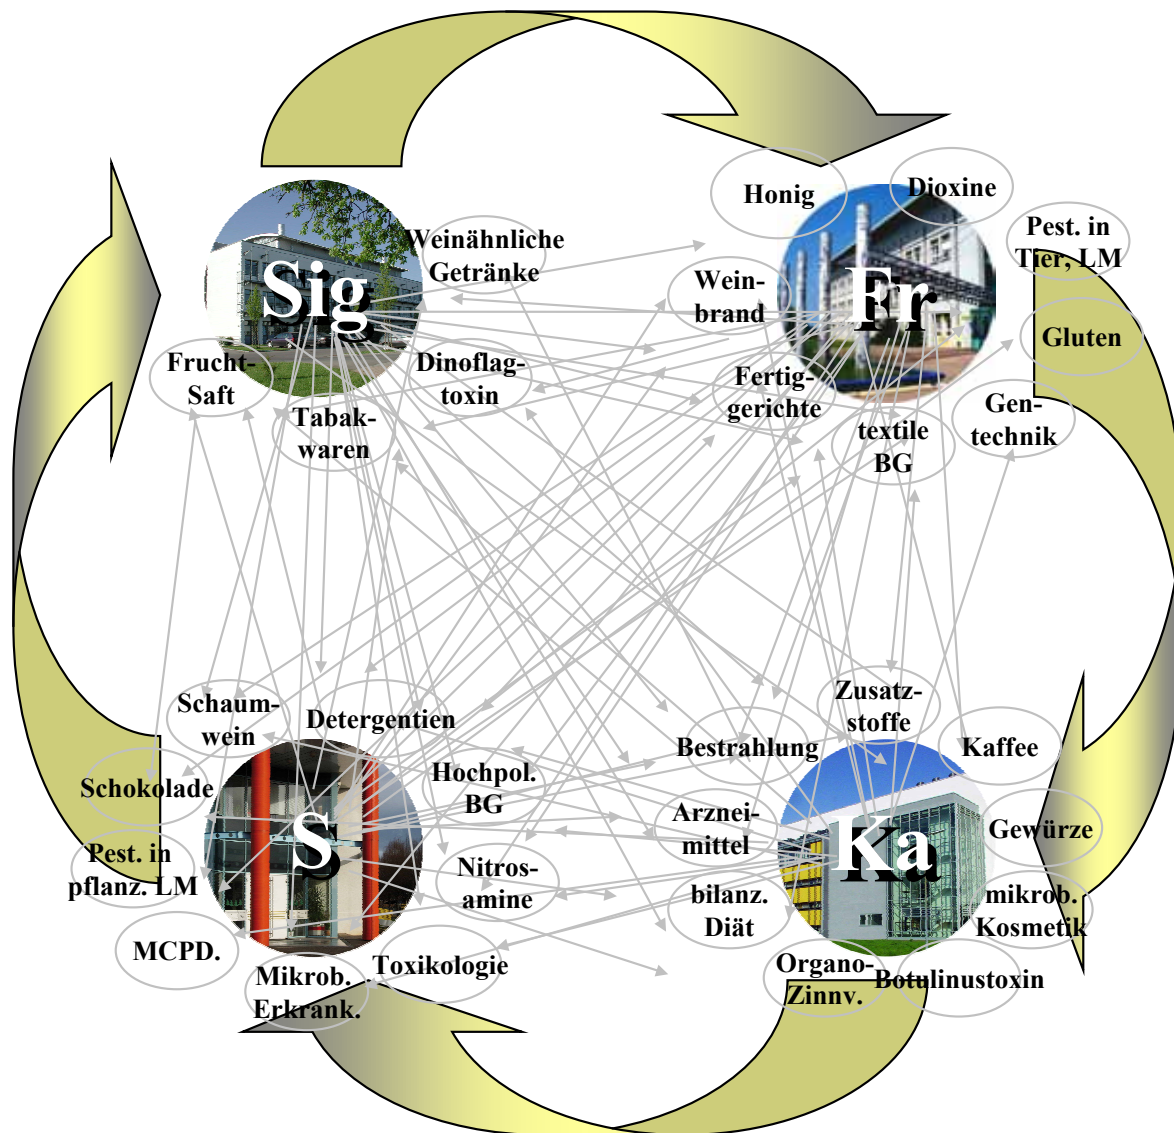 Weinähnliche
Getränke
Sig
Frucht-
Saft
Dinoflag-
toxin
Tabak-
waren
Honig
Dioxine
Pest. in
Tier, LM
Wein-
brand
Fr
Gluten
Fertig-
gerichte
textile
BG
Gen-
technik
Schaum-
wein
Detergentien
Schokolade
Hochpol.
BG
S
Pest. in
pflanz. LM
Nitros-
amine
MCPD.
Mikrob.
Erkrank.
Toxikologie
Zusatz-
stoffe
Bestrahlung
Kaffee
Arznei-
mittel
Ka
Gewürze
bilanz.
Diät
mikrob.
Kosmetik
Organo-
Zinnv.
Botulinustoxin